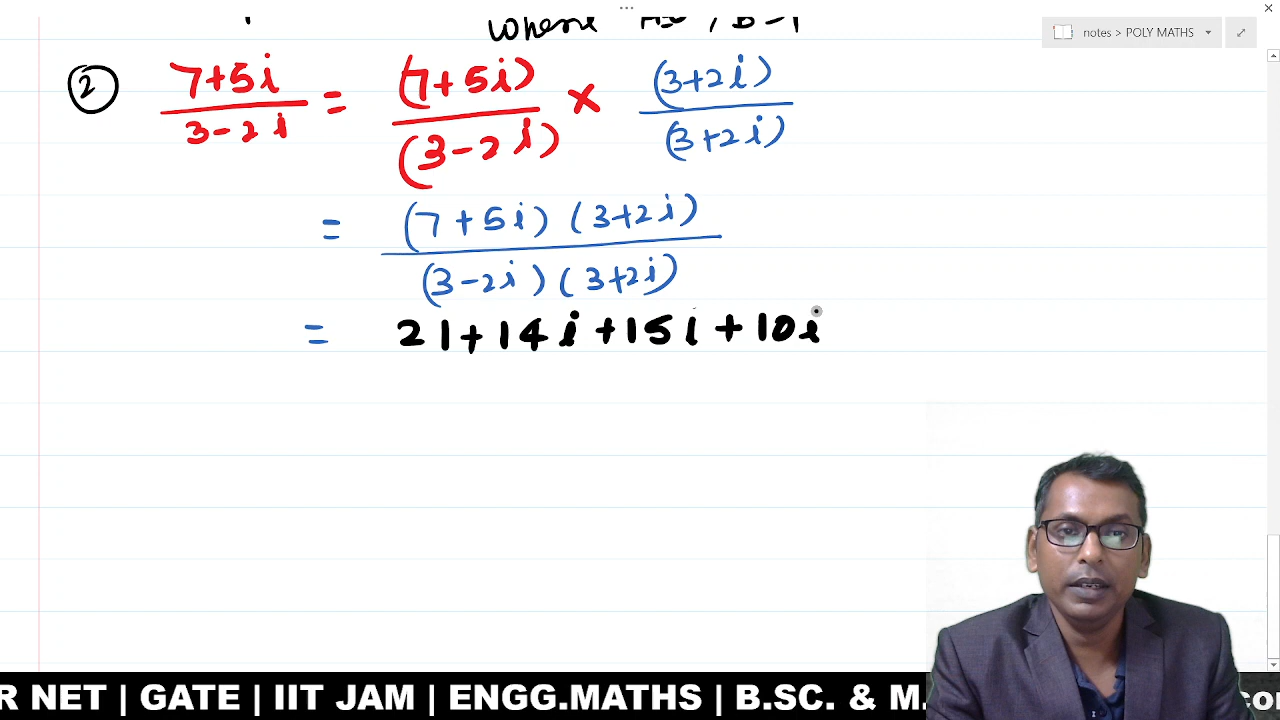 where
notes > POLY MATHS
② (7+5i)/(3-2i) = (7+5i)/(3-2i) × (3+2i)/(3+2i)
= (7+5i)(3+2i)/(3-2i)(3+2i)
= 21+14i+15i+10i
R NET | GATE | IIT JAM | ENGG.MATHS | B.SC. & M.